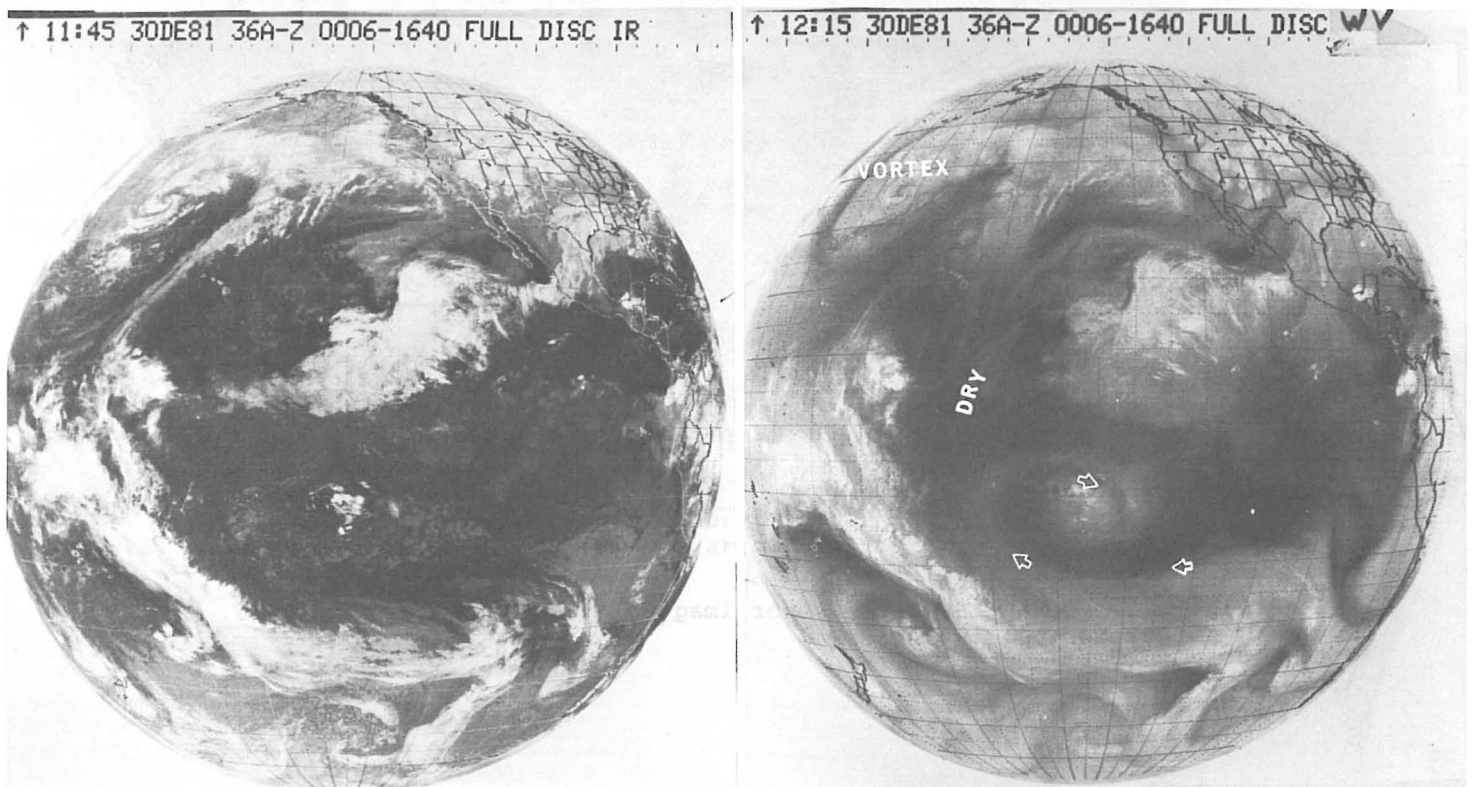 ↑ 11:45 30DE81 36A-Z 0006-1640 FULL DISC IR
↑ 12:15 30DE81 36A-Z 0006-1640 FULL DISC WV
VORTEX
DRY